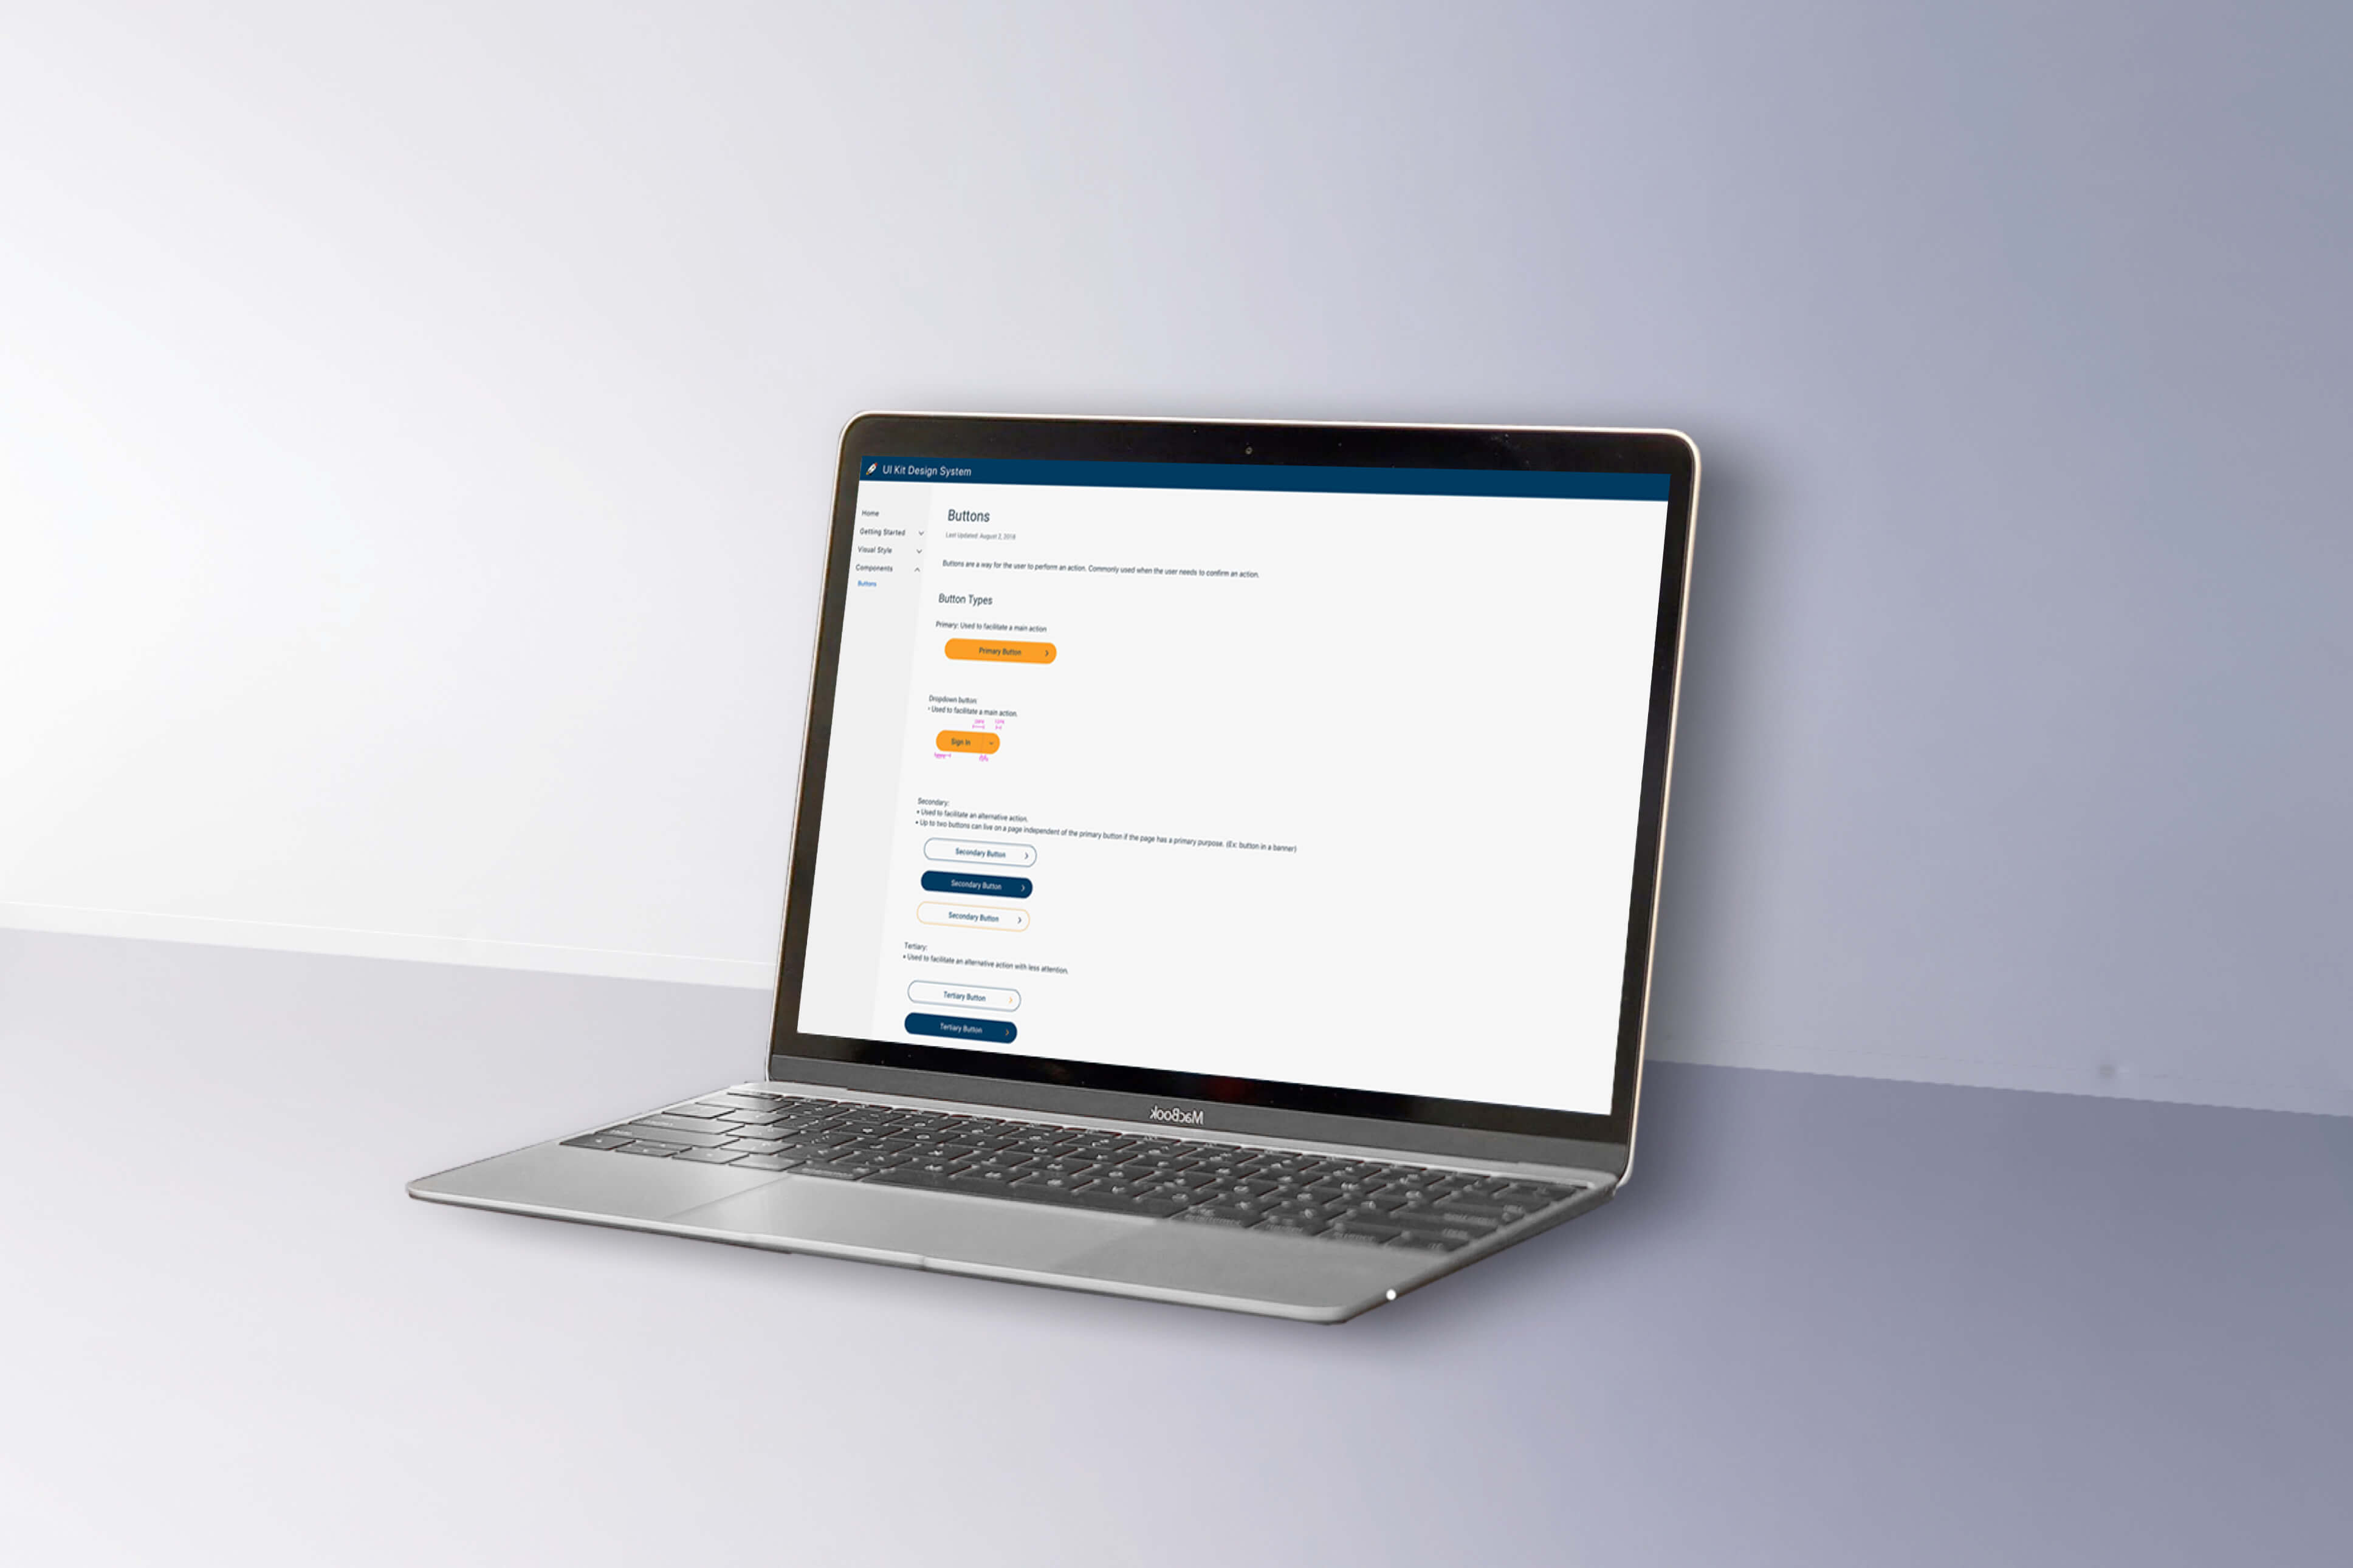 UI Kit Design System
Home
Getting Started
Visual Style
Components
Buttons
Buttons
Last Updated: August 2, 2018
Buttons are a way for the user to perform an action. Commonly used when the user needs to confirm an action.
Button Types
Primary: Used to facilitate a main action
Primary Button
Dropdown button:
• Used to facilitate a main action.
Sign In
Secondary:
• Used to facilitate an alternative action.
• Up to two buttons can live on a page independent of the primary button if the page has a primary purpose. (Ex: button in a banner)
Secondary Button
Secondary Button
Secondary Button
Tertiary:
• Used to facilitate an alternative action with less attention.
Tertiary Button
Tertiary Button
MacBook